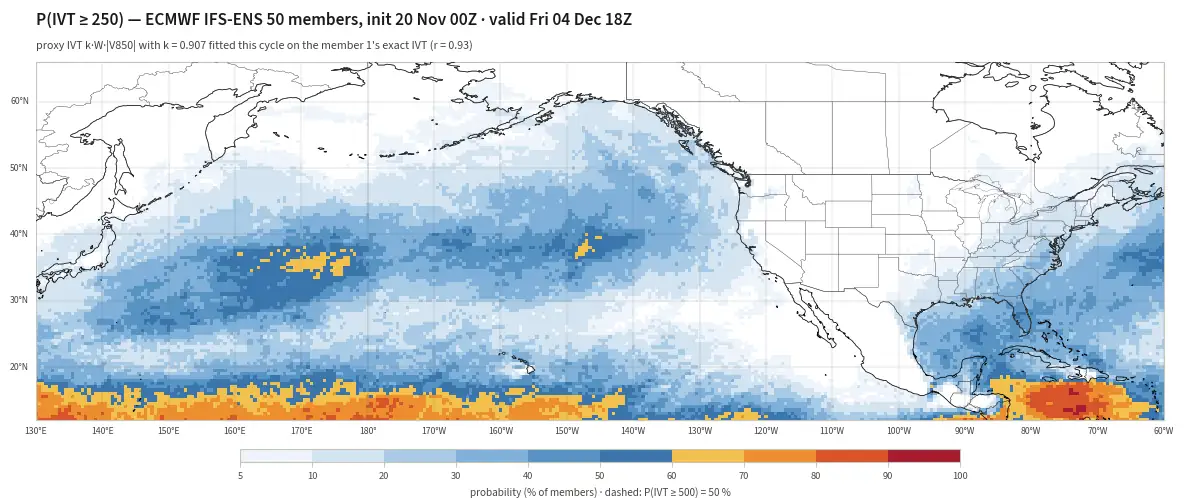 P(IVT ≥ 250) — ECMWF IFS-ENS 50 members, init 20 Nov 00Z · valid Fri 04 Dec 18Z
proxy IVT k·W·|V850| with k = 0.907 fitted this cycle on the member 1's exact IVT (r = 0.93)
60°N
50°N
40°N
30°N
20°N
130°E 140°E 150°E 160°E 170°E 180° 170°W 160°W 150°W 140°W 130°W 120°W 110°W 100°W 90°W 80°W 70°W 60°W
5 10 20 30 40 50 60 70 80 90 100
probability (% of members) · dashed: P(IVT ≥ 500) = 50 %